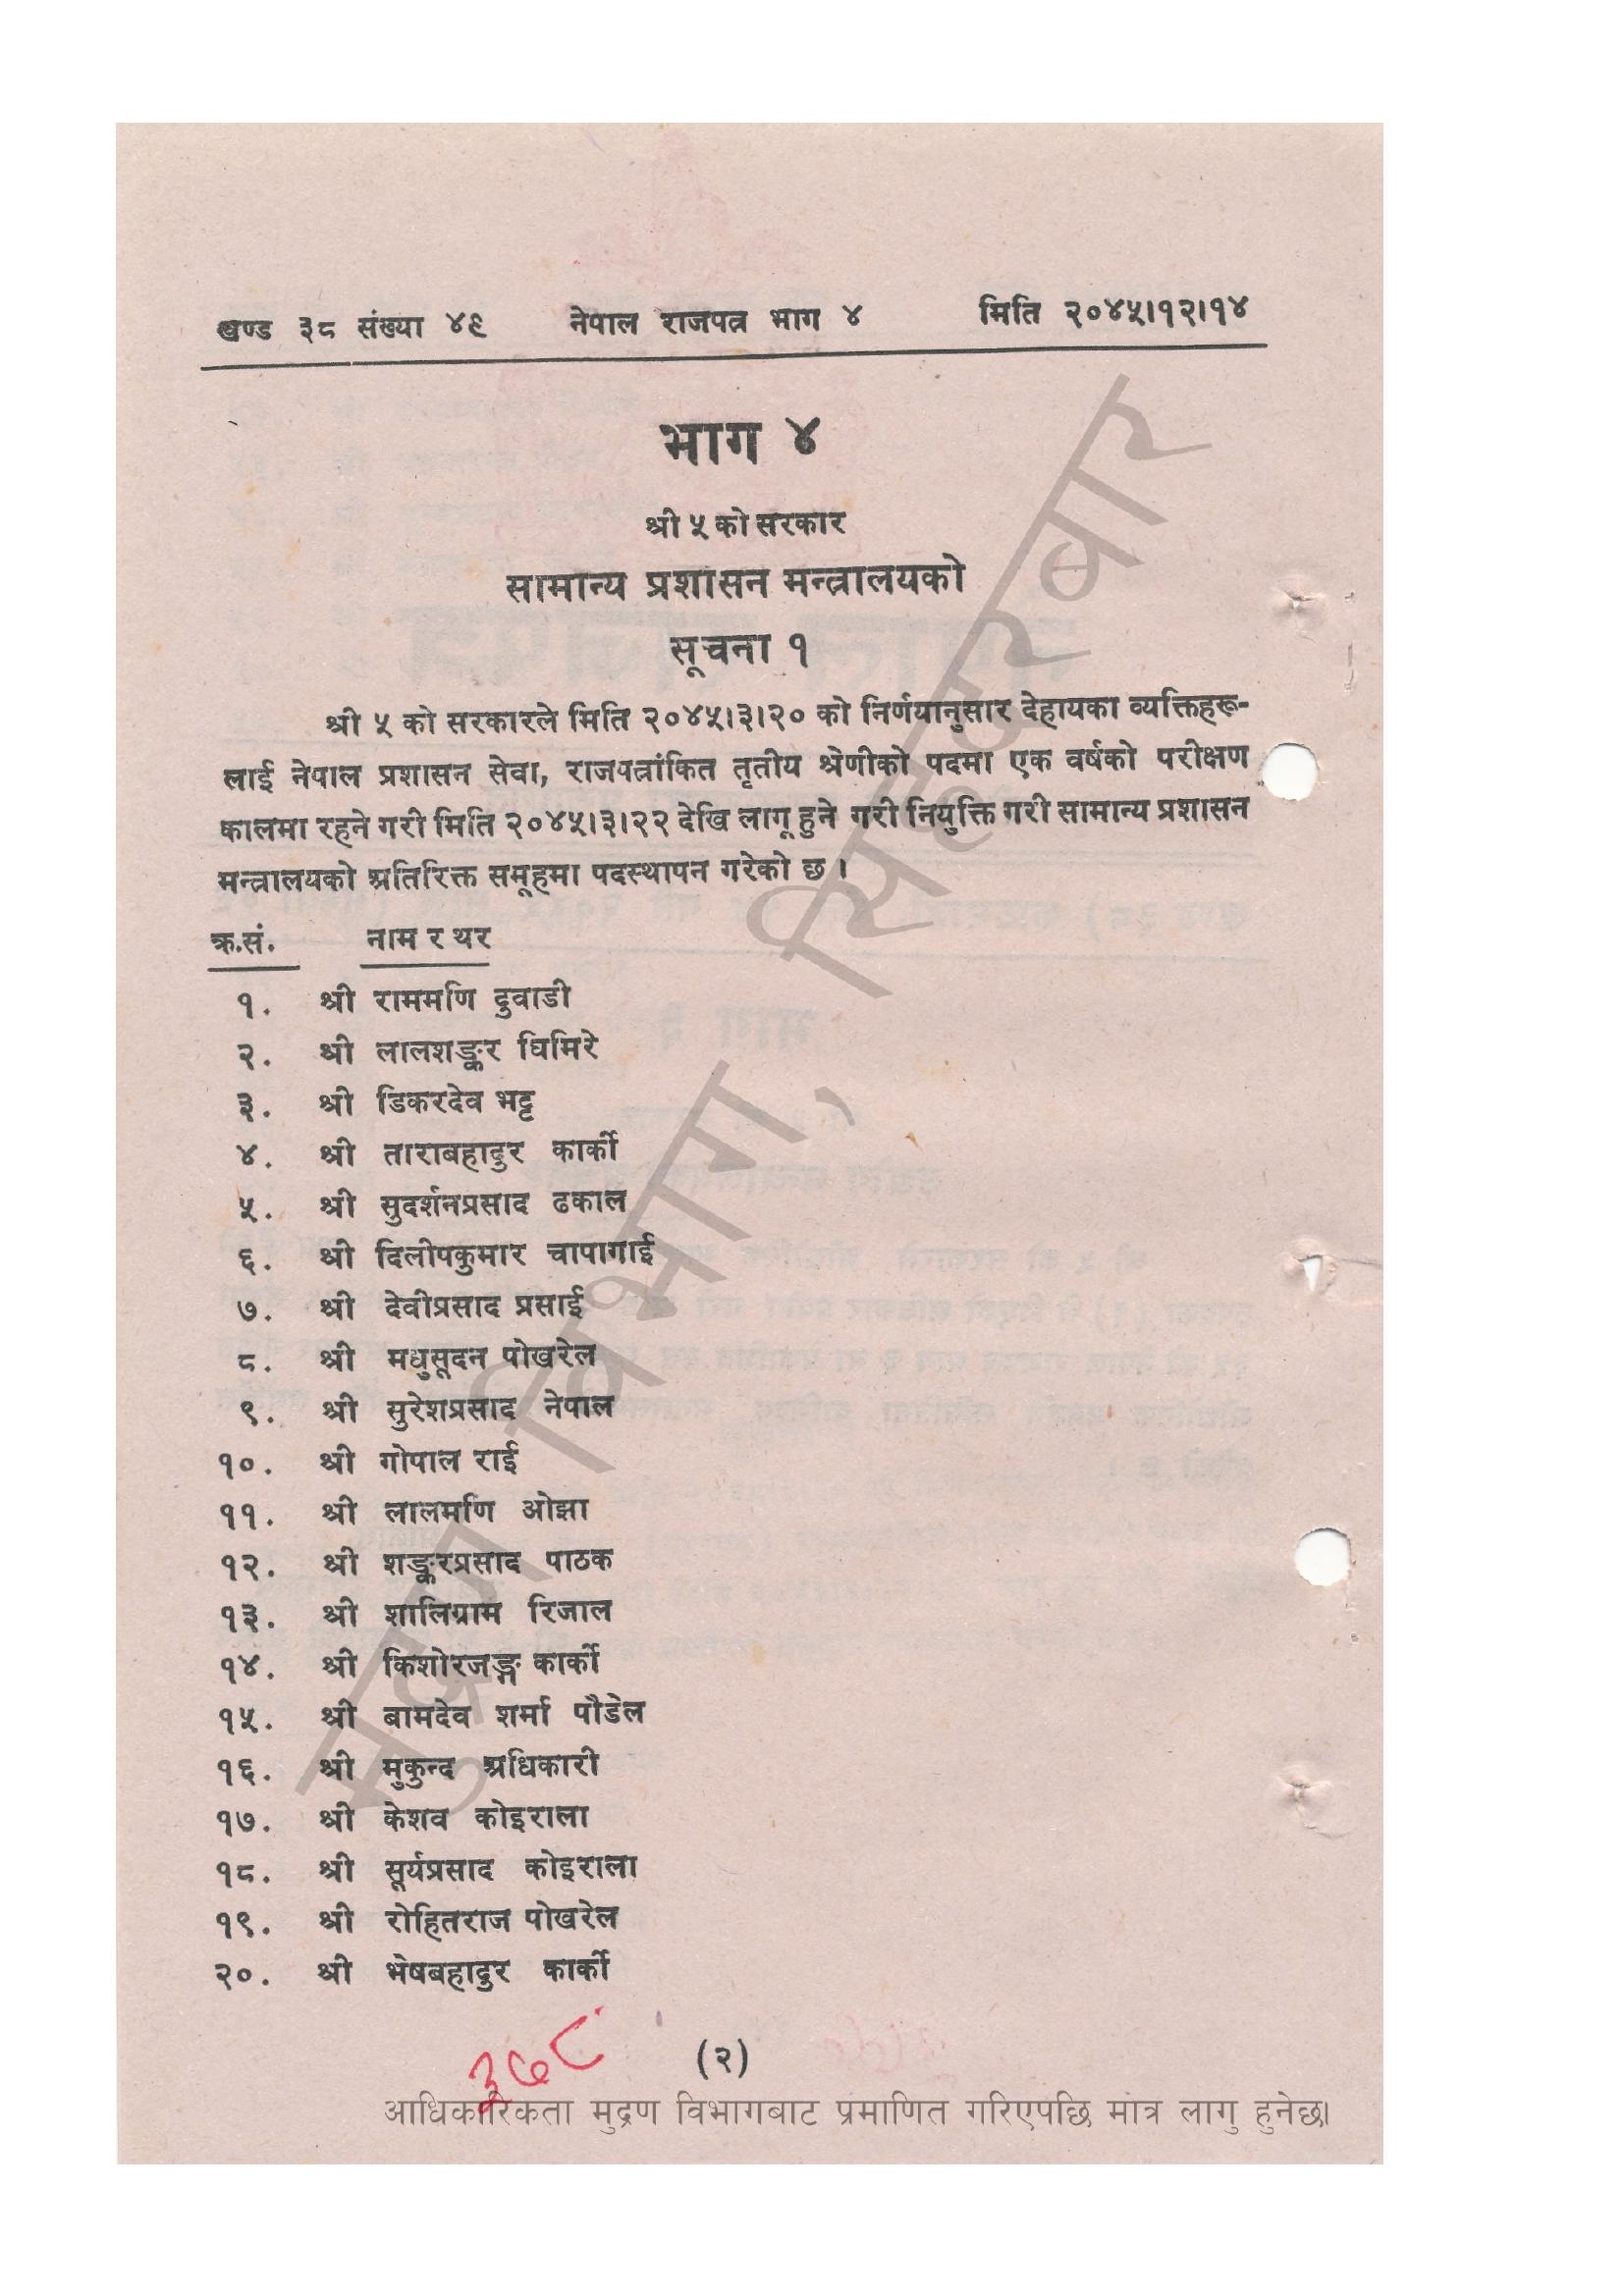 खण्ड ३८ संख्या ४९ नेपाल राजपत्र भाग ४ मिति २०४५।१२।१४
भाग ४
श्री ५ को सरकार
सामान्य प्रशासन मन्त्रालयको
सूचना १
श्री ५ को सरकारले मिति २०४५।३।२० को निर्णयानुसार देहायका व्यक्तिहरू-
लाई नेपाल प्रशासन सेवा, राजपत्रांकित तृतीय श्रेणीको पदमा एक वर्षको परीक्षण
कालमा रहने गरी मिति २०४५।३।२२ देखि लागू हुने गरी नियुक्ति गरी सामान्य प्रशासन
मन्त्रालयको अतिरिक्त समूहमा पदस्थापन गरेको छ ।
क्र.सं. नाम र थर
१. श्री राममणि दुवाडी
२. श्री लालशङ्कर घिमिरे
३. श्री डिकरदेव भट्ट
४. श्री ताराबहादुर कार्की
५. श्री सुदर्शनप्रसाद ढकाल
६. श्री दिलीपकुमार चापागाई
७. श्री देवीप्रसाद प्रसाई
८. श्री मधुसूदन पोखरेल
९. श्री सुरेशप्रसाद नेपाल
१०. श्री गोपाल राई
११. श्री लालमणि ओझा
१२. श्री शङ्करप्रसाद पाठक
१३. श्री शालिग्राम रिजाल
१४. श्री किशोरजङ्ग कार्की
१५. श्री बामदेव शर्मा पौडेल
१६. श्री मुकुन्द अधिकारी
१७. श्री केशव कोइराला
१८. श्री सूर्यप्रसाद कोइराला
१९. श्री रोहितराज पोखरेल
२०. श्री भेषबहादुर कार्की
३७८
(२)
आधिकारिकता मुद्रण विभागबाट प्रमाणित गरिएपछि मात्र लागु हुनेछ।
मुद्रण विभाग, सिंहदरबार